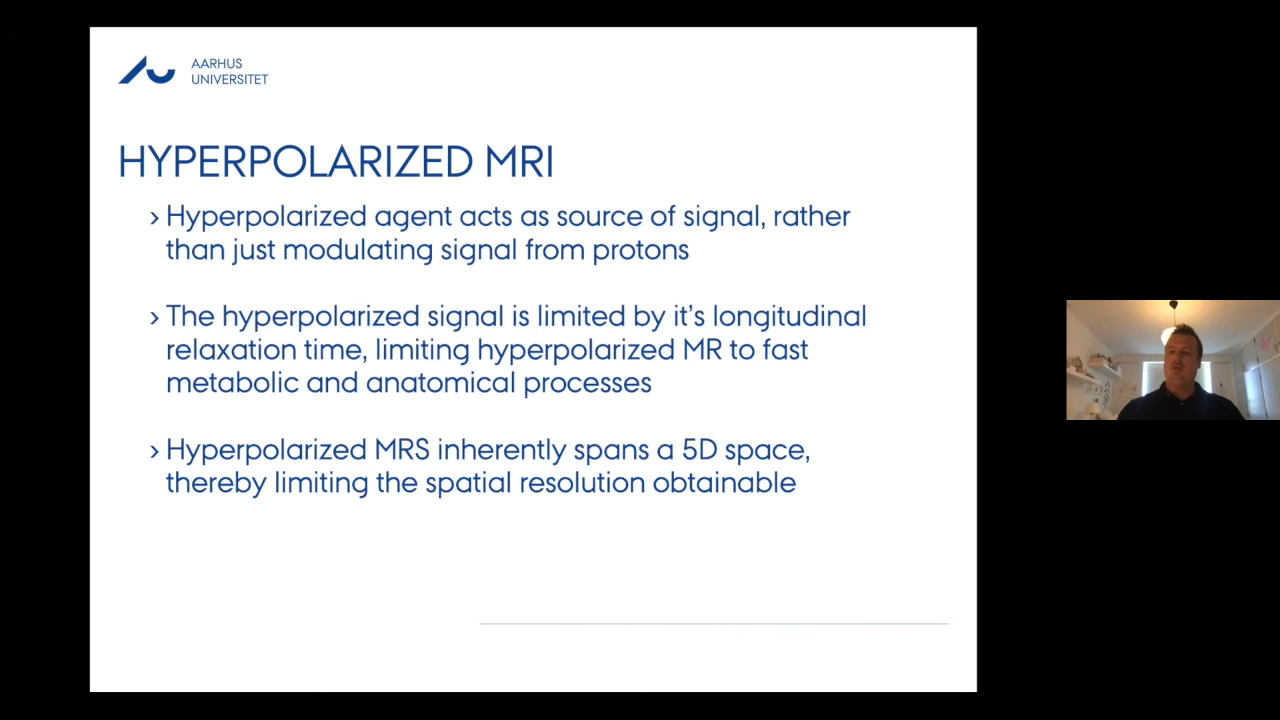 AARHUS
UNIVERSITET
HYPERPOLARIZED MRI
› Hyperpolarized agent acts as source of signal, rather
than just modulating signal from protons
› The hyperpolarized signal is limited by it’s longitudinal
relaxation time, limiting hyperpolarized MR to fast
metabolic and anatomical processes
› Hyperpolarized MRS inherently spans a 5D space,
thereby limiting the spatial resolution obtainable